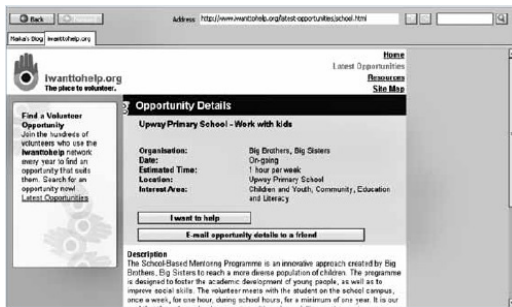 Back
Address http://www.iwanttohelp.org/latest-opportunities/school.html
Maika's Blog iwanttohelp.org
Home
Latest Opportunities
Resources
Site Map
iwanttohelp.org
The place to volunteer.
Opportunity Details
Find a Volunteer
Opportunity
Join the hundreds of
volunteers who use the
iwanttohelp network
every year to find an
opportunity that suits
them. Search for an
opportunity now!
Latest Opportunities
Upway Primary School - Work with kids
Organisation: Big Brothers, Big Sisters
Date: On-going
Estimated Time: 1 hour per week
Location: Upway Primary School
Interest Area: Children and Youth, Community, Education
and Literacy
I want to help
E-mail opportunity details to a friend
Description
The School-Based Mentoring Programme is an innovative approach created by Big
Brothers, Big Sisters to reach a more diverse population of children. The programme
is designed to foster the academic development of young people, as well as to
improve social skills. The volunteer meets with the student on the school campus,
once a week, for one hour, during school hours, for a minimum of one year. It is our